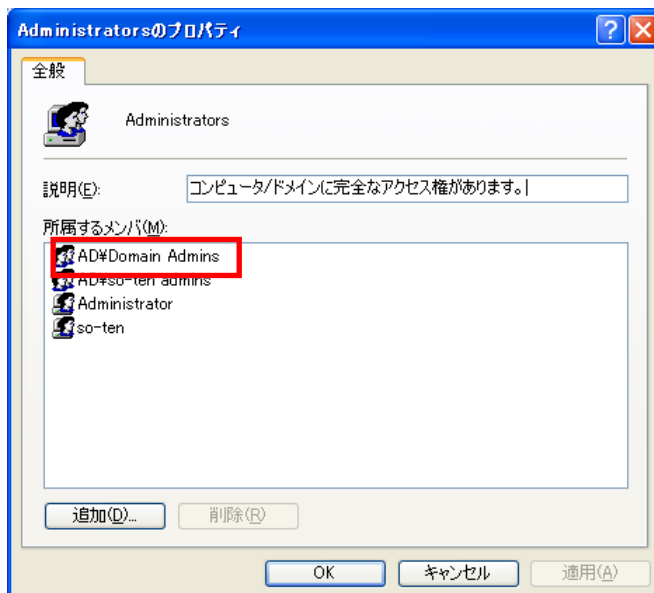 Administratorsのプロパティ
全般
Administrators
説明(E):
コンピュータ/ドメインに完全なアクセス権があります。
所属するメンバ(M):
AD¥Domain Admins
AD¥so-ten admins
Administrator
so-ten
追加(D)...
削除(R)
OK
キャンセル
適用(A)